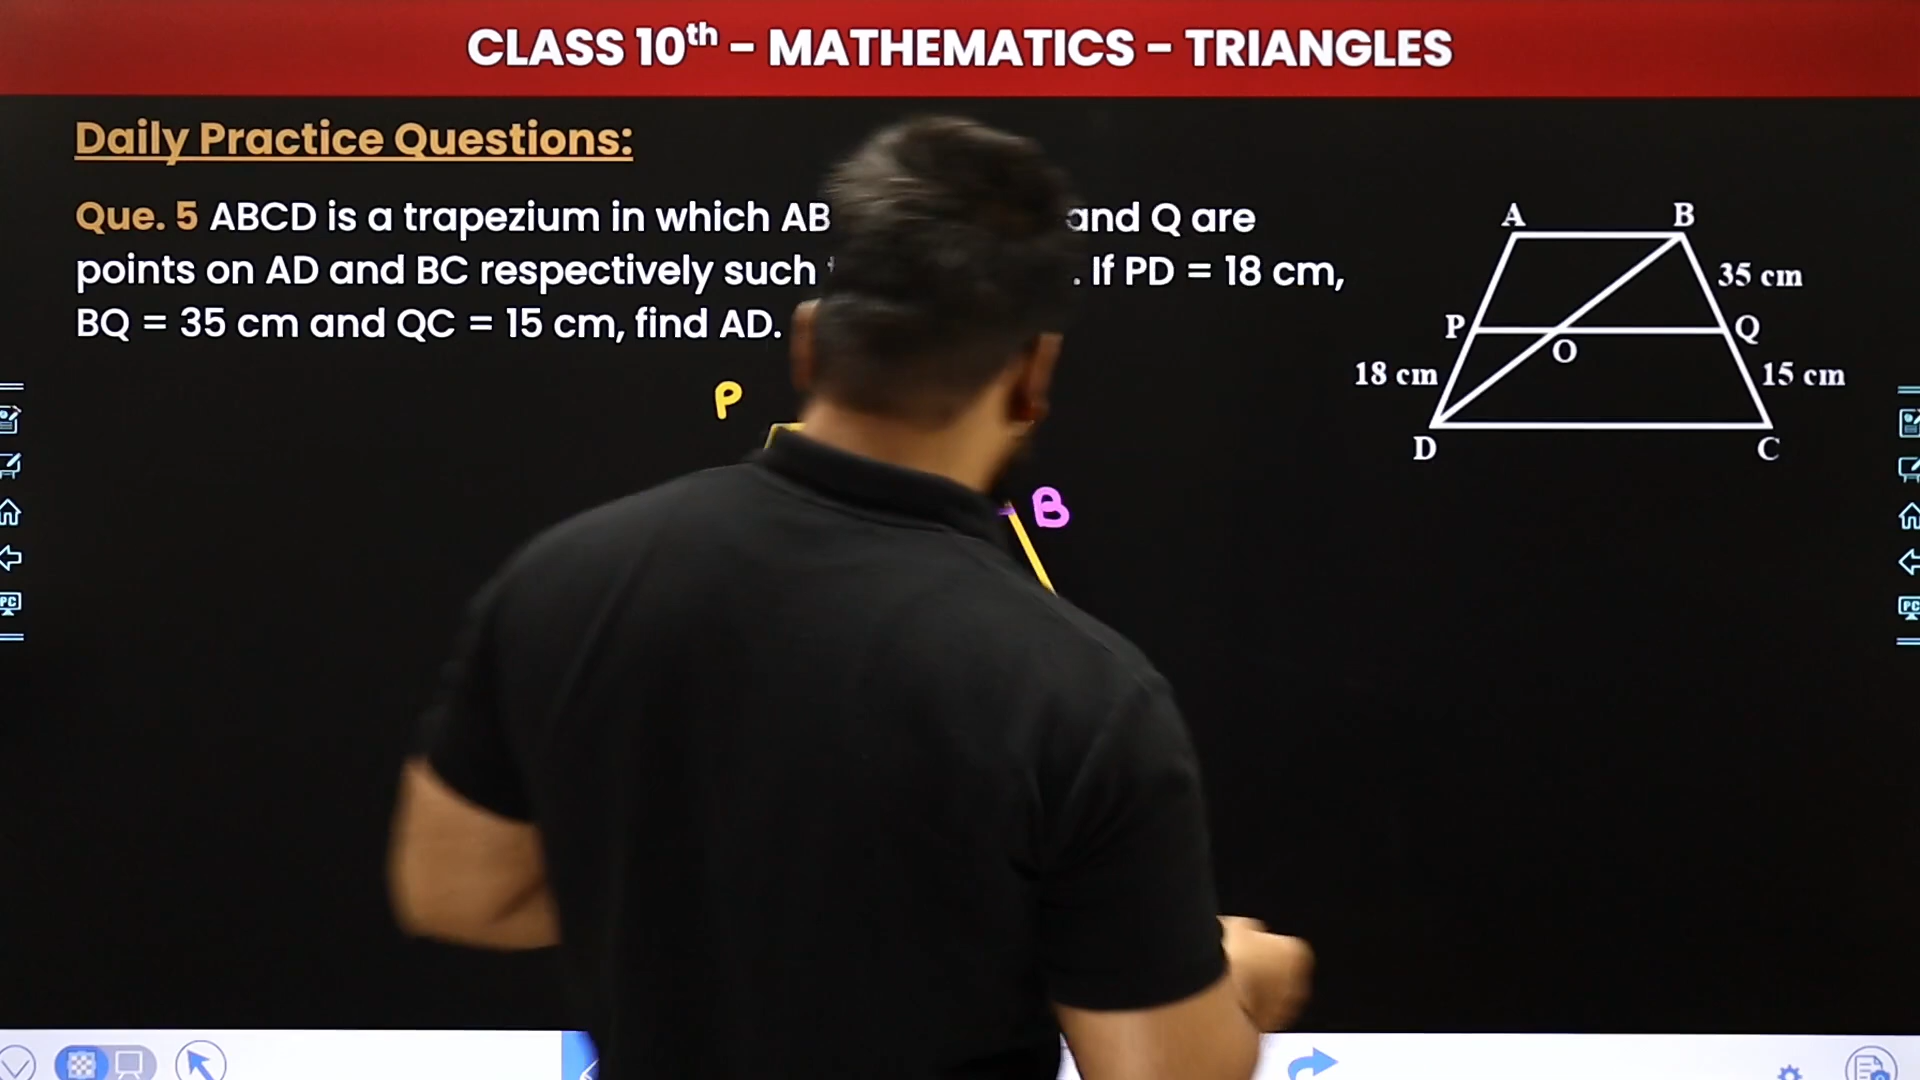 CLASS 10th – MATHEMATICS – TRIANGLES
Daily Practice Questions:
Que. 5 ABCD is a trapezium in which AB and Q are
points on AD and BC respectively such . If PD = 18 cm,
BQ = 35 cm and QC = 15 cm, find AD.
A B
35 cm
P Q
O
18 cm 15 cm
D C
P
B
PC PC